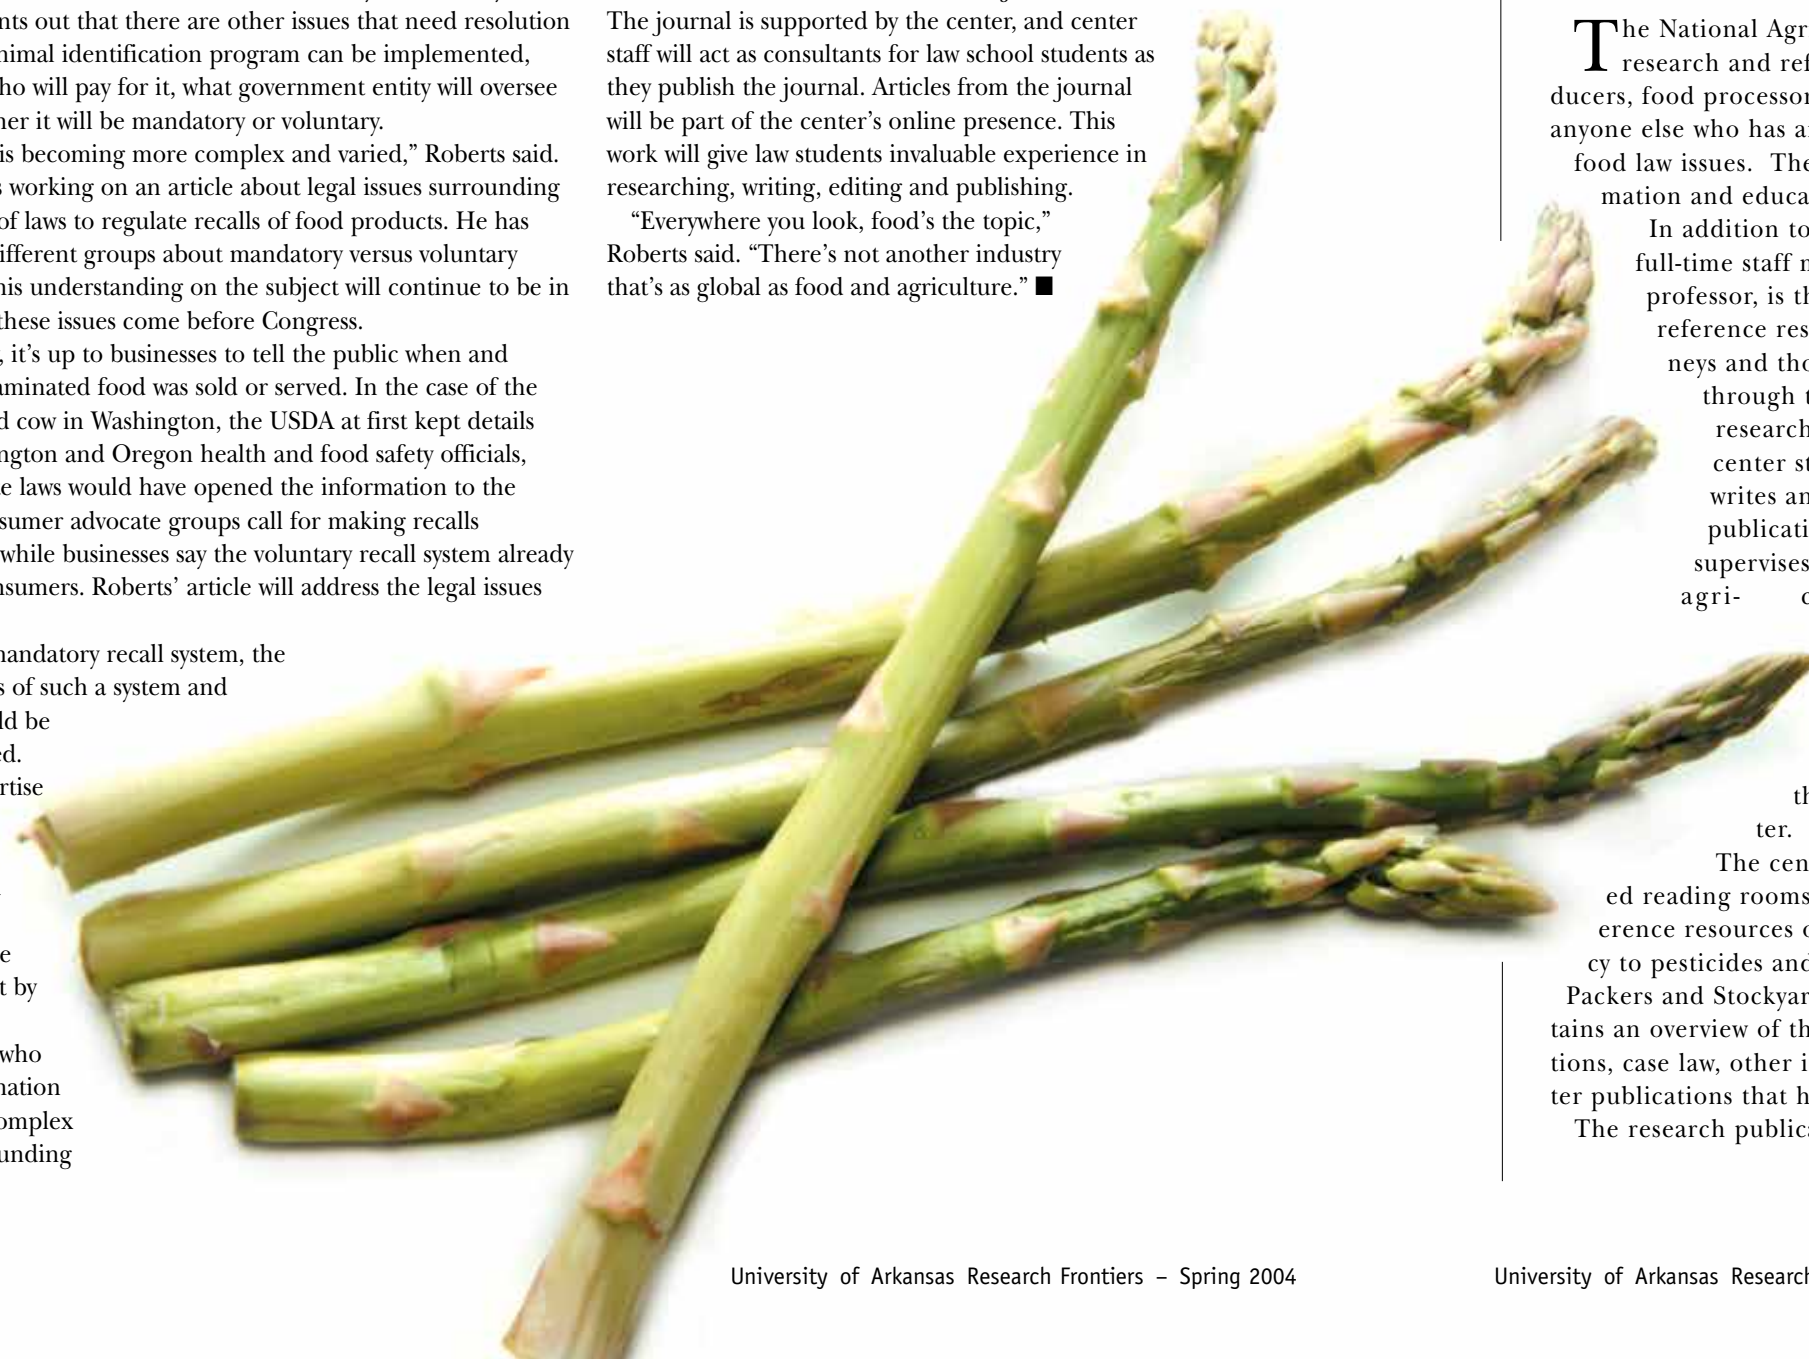 nts out that there are other issues that need resolution
nimal identification program can be implemented,
ho will pay for it, what government entity will oversee
her it will be mandatory or voluntary.
is becoming more complex and varied,” Roberts said.
s working on an article about legal issues surrounding
of laws to regulate recalls of food products. He has
ifferent groups about mandatory versus voluntary
his understanding on the subject will continue to be in
these issues come before Congress.
, it’s up to businesses to tell the public when and
aminated food was sold or served. In the case of the
d cow in Washington, the USDA at first kept details
ngton and Oregon health and food safety officials,
e laws would have opened the information to the
sumer advocate groups call for making recalls
while businesses say the voluntary recall system already
nsumers. Roberts’ article will address the legal issues
mandatory recall system, the
s of such a system and
ld be
ed.
rtise
e
t by
who
nation
omplex
unding
The journal is supported by the center, and center
staff will act as consultants for law school students as
they publish the journal. Articles from the journal
will be part of the center’s online presence. This
work will give law students invaluable experience in
researching, writing, editing and publishing.
“Everywhere you look, food’s the topic,”
Roberts said. “There’s not another industry
that’s as global as food and agriculture.” ■
University of Arkansas Research Frontiers – Spring 2004
The National Agr
research and ref
ducers, food processor
anyone else who has a
food law issues. The
mation and educa
In addition to
full-time staff
professor, is th
reference res
neys and tho
through t
research
center st
writes an
publicati
supervises
agri- c
th
ter.
The cen
ed reading rooms
erence resources o
cy to pesticides and
Packers and Stockyar
tains an overview of th
tions, case law, other i
ter publications that h
The research public
University of Arkansas Research